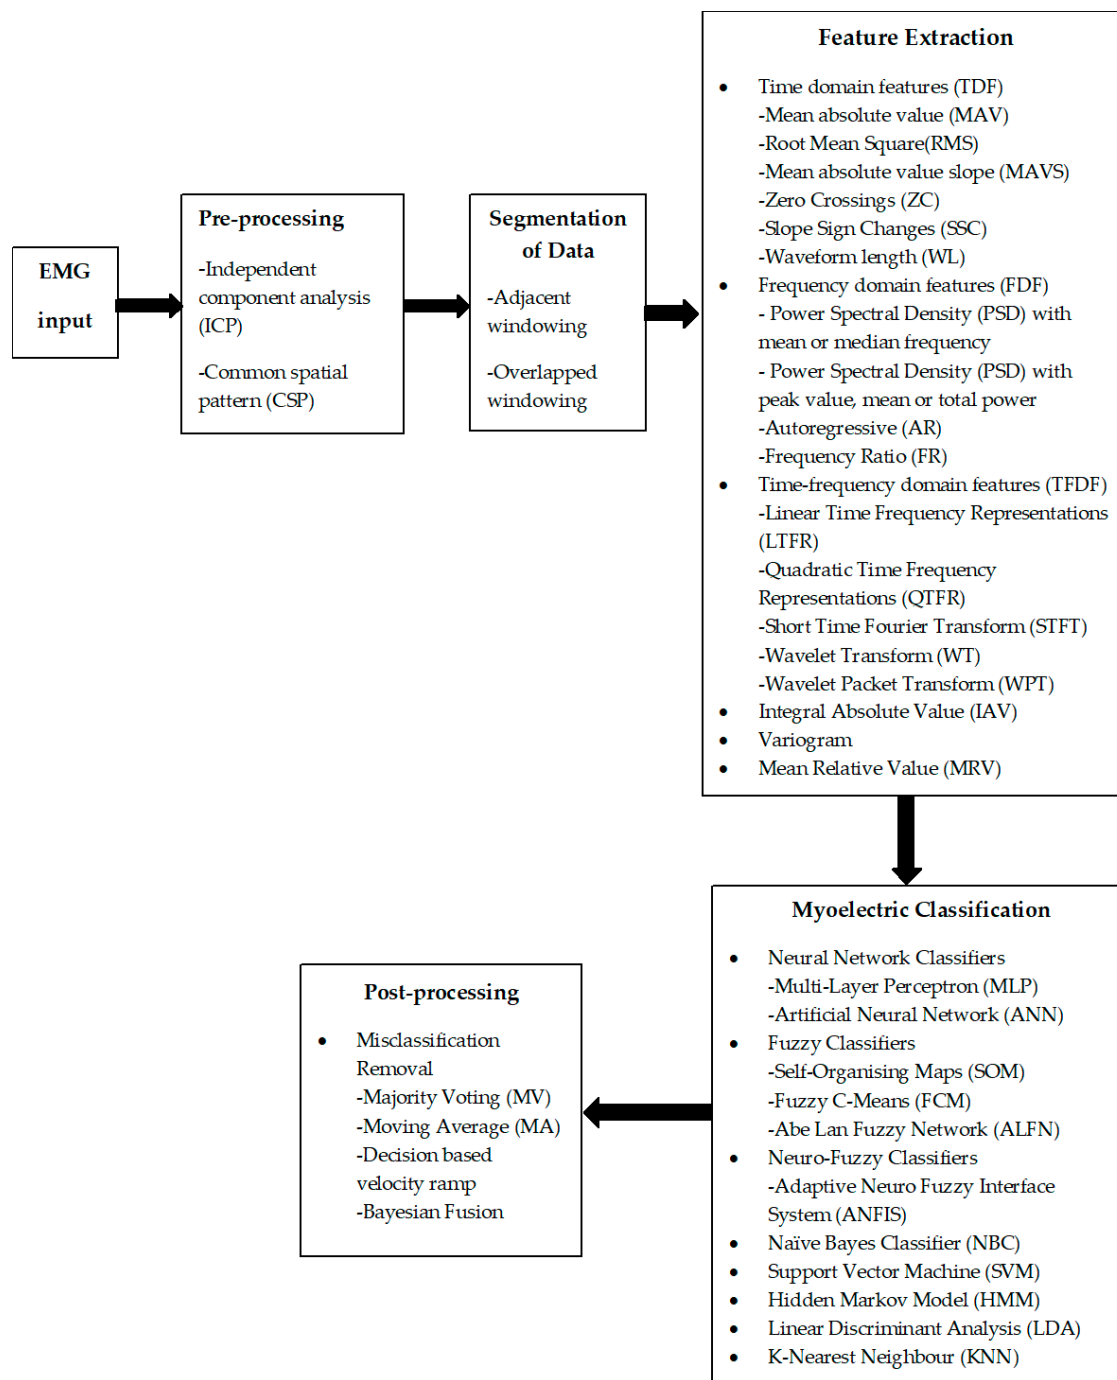 EMG
input
Pre-processing
-Independent
component analysis
(ICP)
-Common spatial
pattern (CSP)
Segmentation
of Data
-Adjacent
windowing
-Overlapped
windowing
Feature Extraction
• Time domain features (TDF)
-Mean absolute value (MAV)
-Root Mean Square(RMS)
-Mean absolute value slope (MAVS)
-Zero Crossings (ZC)
-Slope Sign Changes (SSC)
-Waveform length (WL)
• Frequency domain features (FDF)
- Power Spectral Density (PSD) with
mean or median frequency
- Power Spectral Density (PSD) with
peak value, mean or total power
-Autoregressive (AR)
-Frequency Ratio (FR)
• Time-frequency domain features (TFDF)
-Linear Time Frequency Representations
(LTFR)
-Quadratic Time Frequency
Representations (QTFR)
-Short Time Fourier Transform (STFT)
-Wavelet Transform (WT)
-Wavelet Packet Transform (WPT)
• Integral Absolute Value (IAV)
• Variogram
• Mean Relative Value (MRV)
Myoelectric Classification
• Neural Network Classifiers
-Multi-Layer Perceptron (MLP)
-Artificial Neural Network (ANN)
• Fuzzy Classifiers
-Self-Organising Maps (SOM)
-Fuzzy C-Means (FCM)
-Abe Lan Fuzzy Network (ALFN)
• Neuro-Fuzzy Classifiers
-Adaptive Neuro Fuzzy Interface
System (ANFIS)
• Naïve Bayes Classifier (NBC)
• Support Vector Machine (SVM)
• Hidden Markov Model (HMM)
• Linear Discriminant Analysis (LDA)
• K-Nearest Neighbour (KNN)
Post-processing
• Misclassification
Removal
-Majority Voting (MV)
-Moving Average (MA)
-Decision based
velocity ramp
-Bayesian Fusion